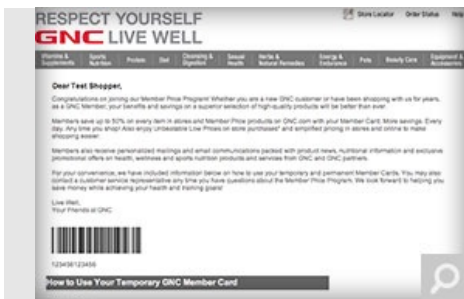 RESPECT YOURSELF
GNC LIVE WELL
Store Locator Order Status Help
Vitamins & Supplements Sports Nutrition Protein Diet Cleansing & Digestion Sexual Health Herbs & Natural Remedies Energy & Endurance Pets Beauty Care Equipment & Accessories
Dear Test Shopper,
Congratulations on joining our Member Price Program! Whether you are a new GNC customer or have been shopping with us for years,
as a GNC Member, your benefits and savings on a superior selection of high-quality products will be better than ever.
Members save up to 50% on every item in stores and Member Price products on GNC.com with your Member Card. More savings. Every
day. Any time you shop! Also enjoy Unbeatable Live Prices on store purchases* and simplified pricing in stores and online to make
shopping easier.
Members also receive personalized mailings and email communications packed with product news, nutritional information and exclusive
promotional offers on health, wellness and sports nutrition products and services from GNC and GNC partners.
For your convenience, we have included information below on how to use your temporary and permanent Member Cards. You may also
contact a customer service representative any time you have questions about the Member Price Program. We look forward to helping you
save money while achieving your health and training goals!
Live Well,
Your Friends at GNC
123456123456
How to Use Your Temporary GNC Member Card